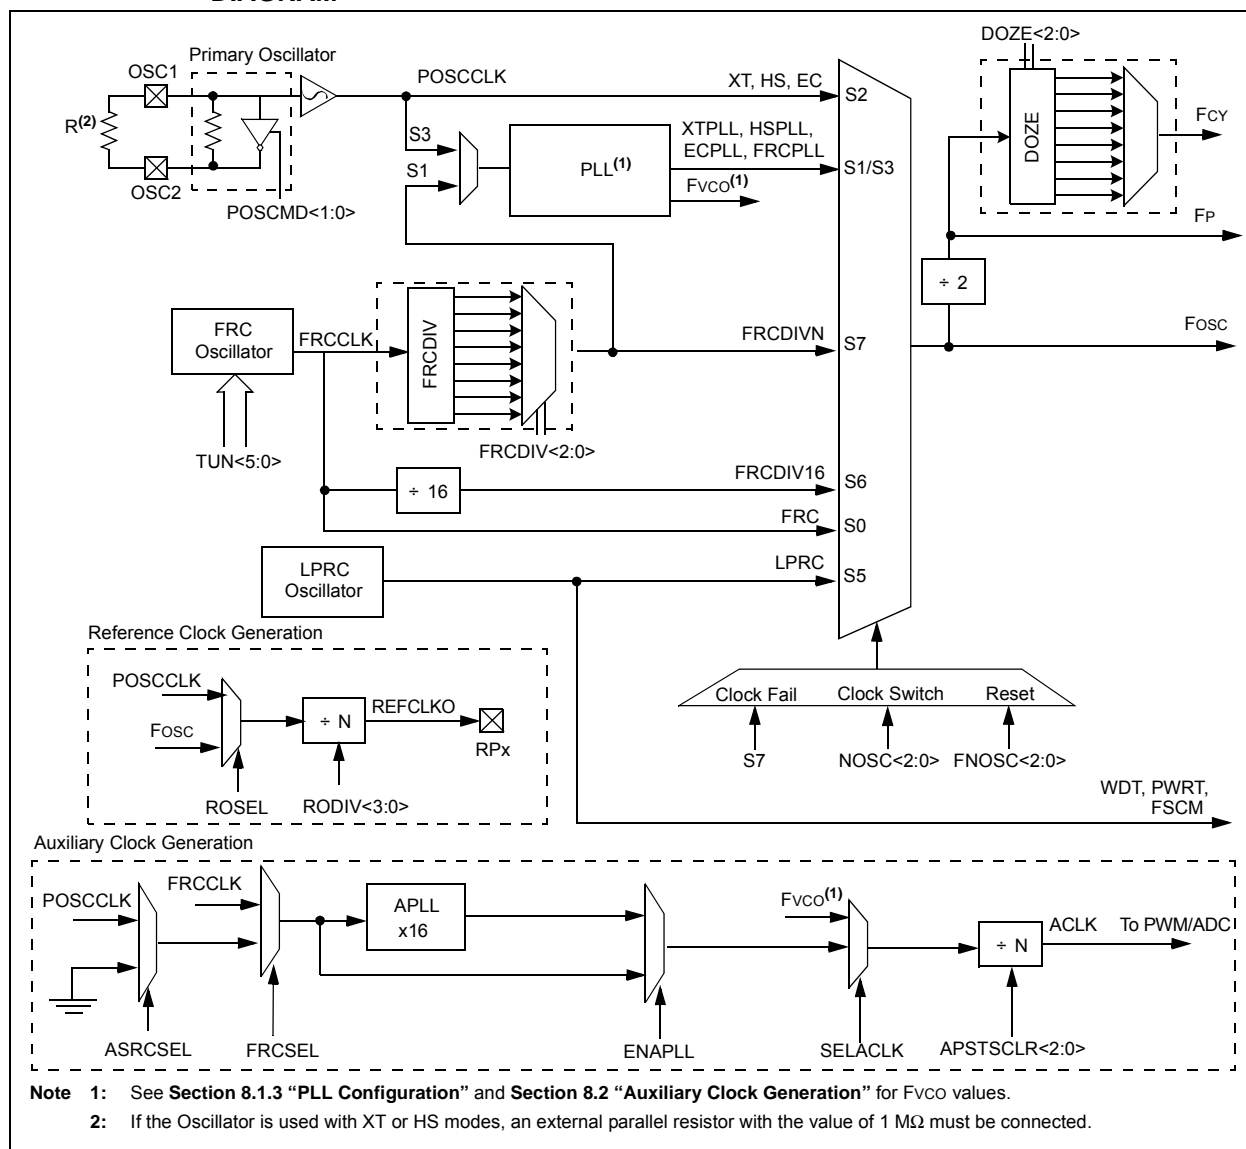 DIAGRAM
Primary Oscillator
OSC1
R(2)
OSC2
POSCMD<1:0>
POSCCLK
S3
S1
PLL(1)
XT, HS, EC
XTPLL, HSPLL,
ECPLL, FRCPLL
FVCO(1)
S2
S1/S3
DOZE<2:0>
DOZE
FCY
FP
÷ 2
FOSC
FRC
Oscillator
TUN<5:0>
FRCCLK
FRCDIV
FRCDIV<2:0>
FRCDIVN
S7
÷ 16
FRCDIV16
S6
FRC
S0
LPRC
Oscillator
LPRC
S5
Reference Clock Generation
POSCCLK
FOSC
ROSEL
÷ N
RODIV<3:0>
REFCLKO
RPx
Clock Fail
Clock Switch
Reset
S7
NOSC<2:0>
FNOSC<2:0>
WDT, PWRT,
FSCM
Auxiliary Clock Generation
POSCCLK
ASRCSEL
FRCCLK
FRCSEL
APLL
x16
ENAPLL
FVCO(1)
SELACLK
÷ N
APSTSCLR<2:0>
ACLK
To PWM/ADC
Note 1: See Section 8.1.3 “PLL Configuration” and Section 8.2 “Auxiliary Clock Generation” for FVCO values.
2: If the Oscillator is used with XT or HS modes, an external parallel resistor with the value of 1 MΩ must be connected.